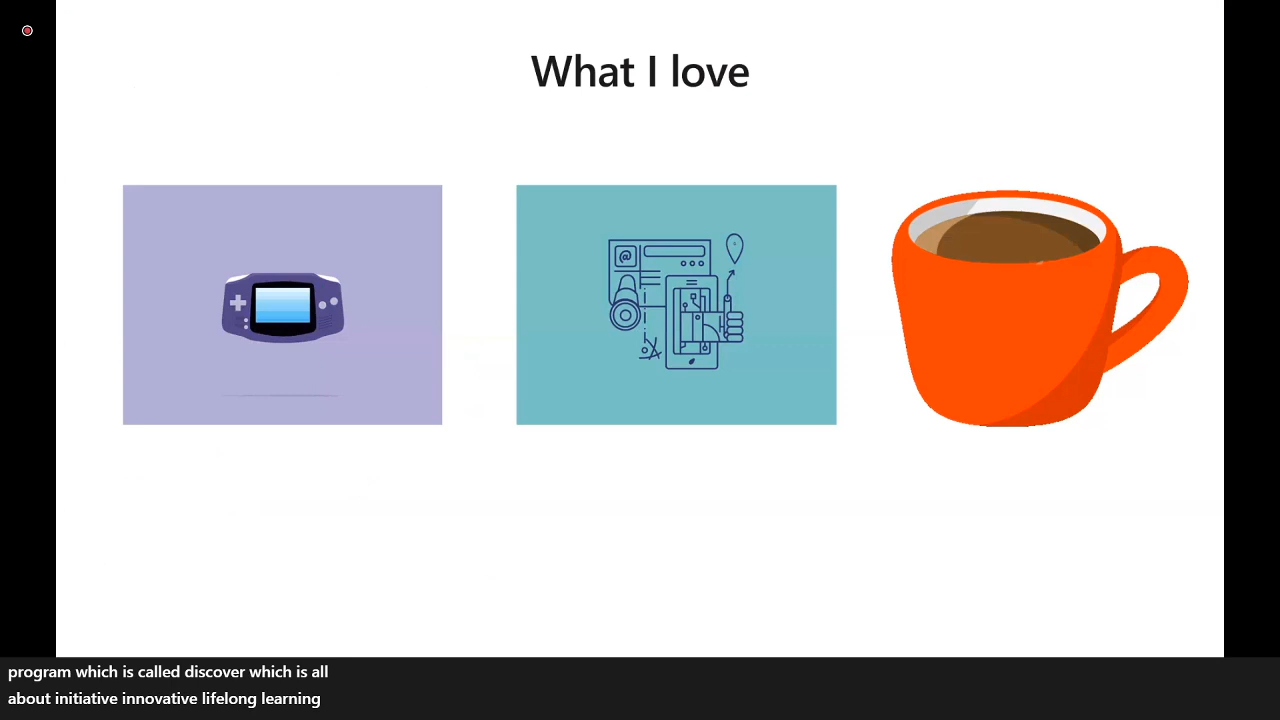 What I love
@
program which is called discover which is all
about initiative innovative lifelong learning